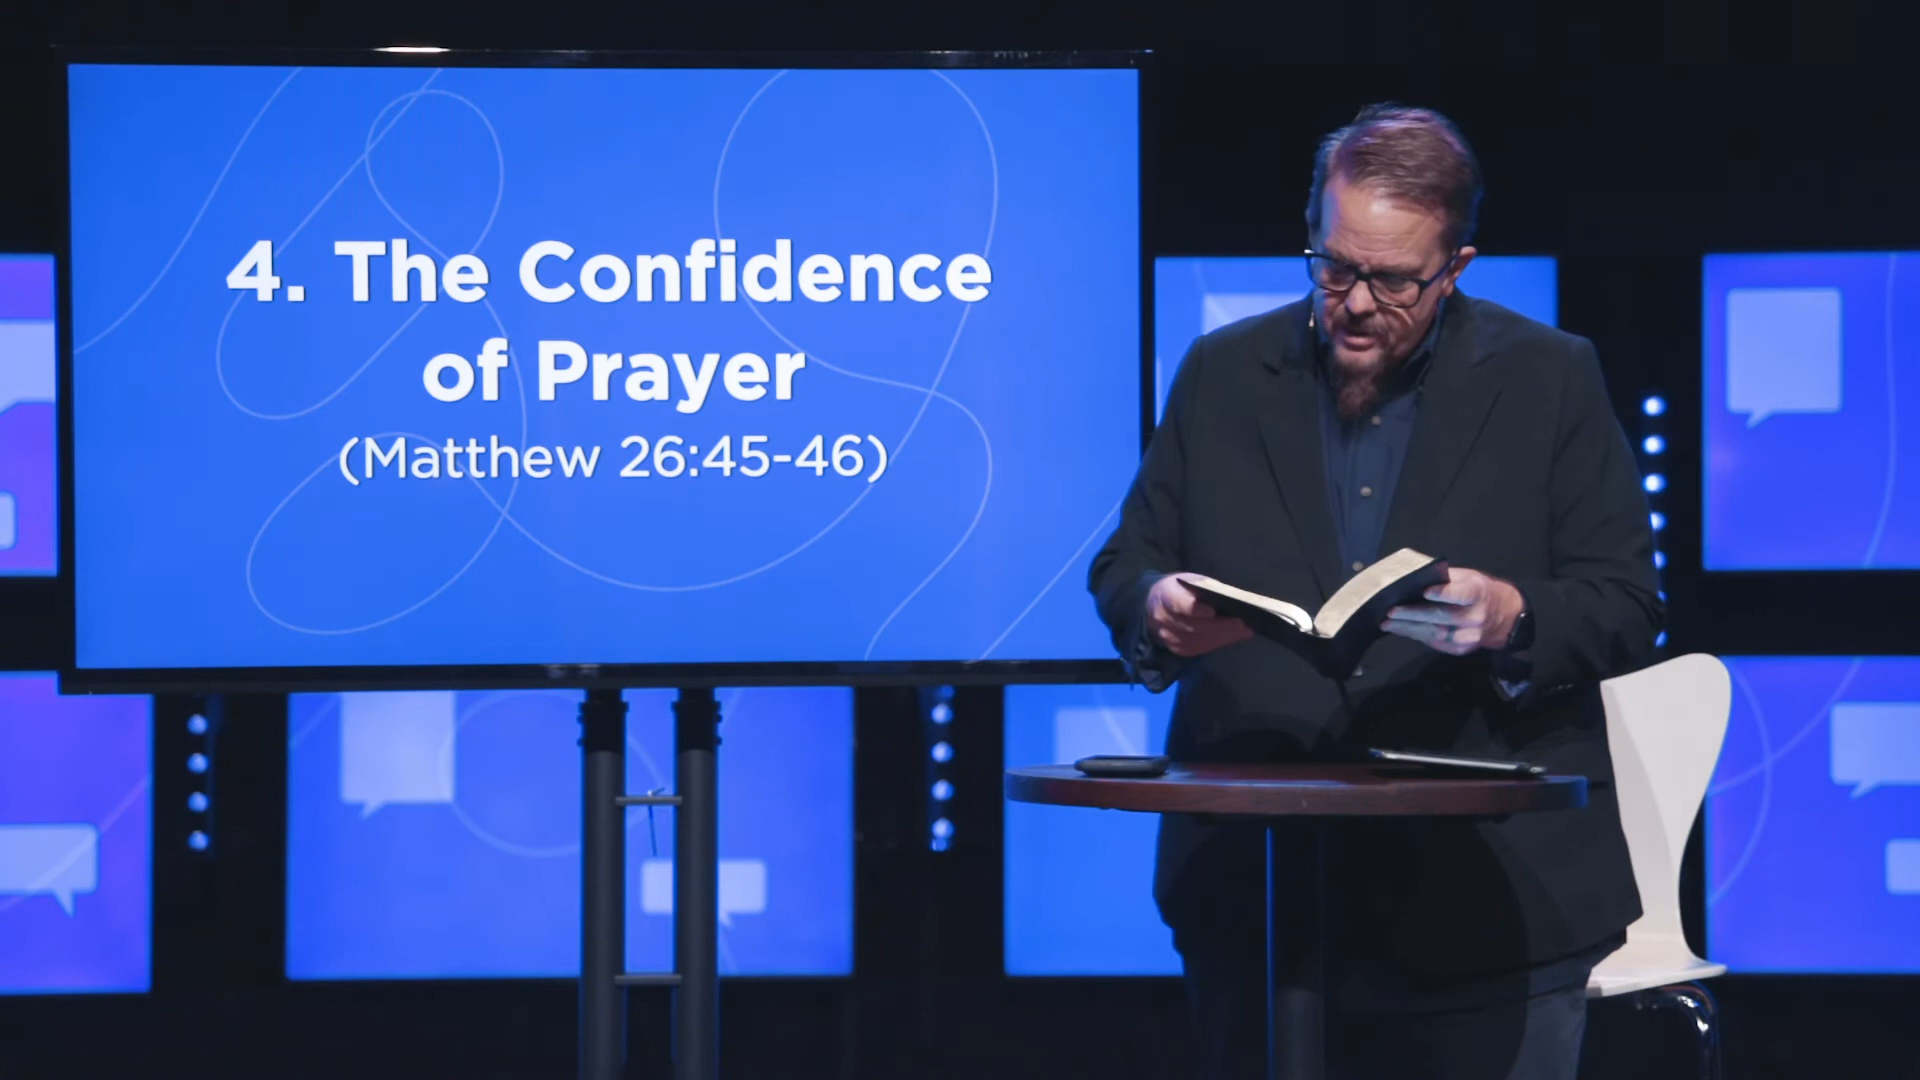 4. The Confidence
of Prayer
(Matthew 26:45-46)